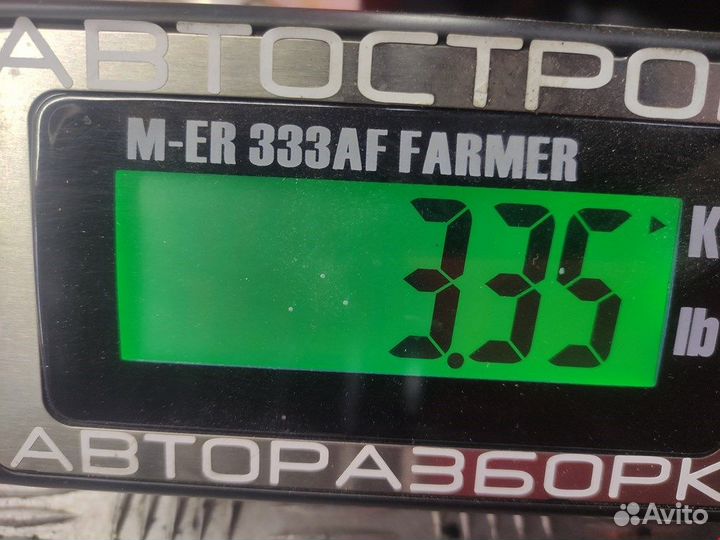 АВТОСТРО
M-ER 333AF FARMER
3.35
K
lb
АВТОРАЗБОРК
Avito